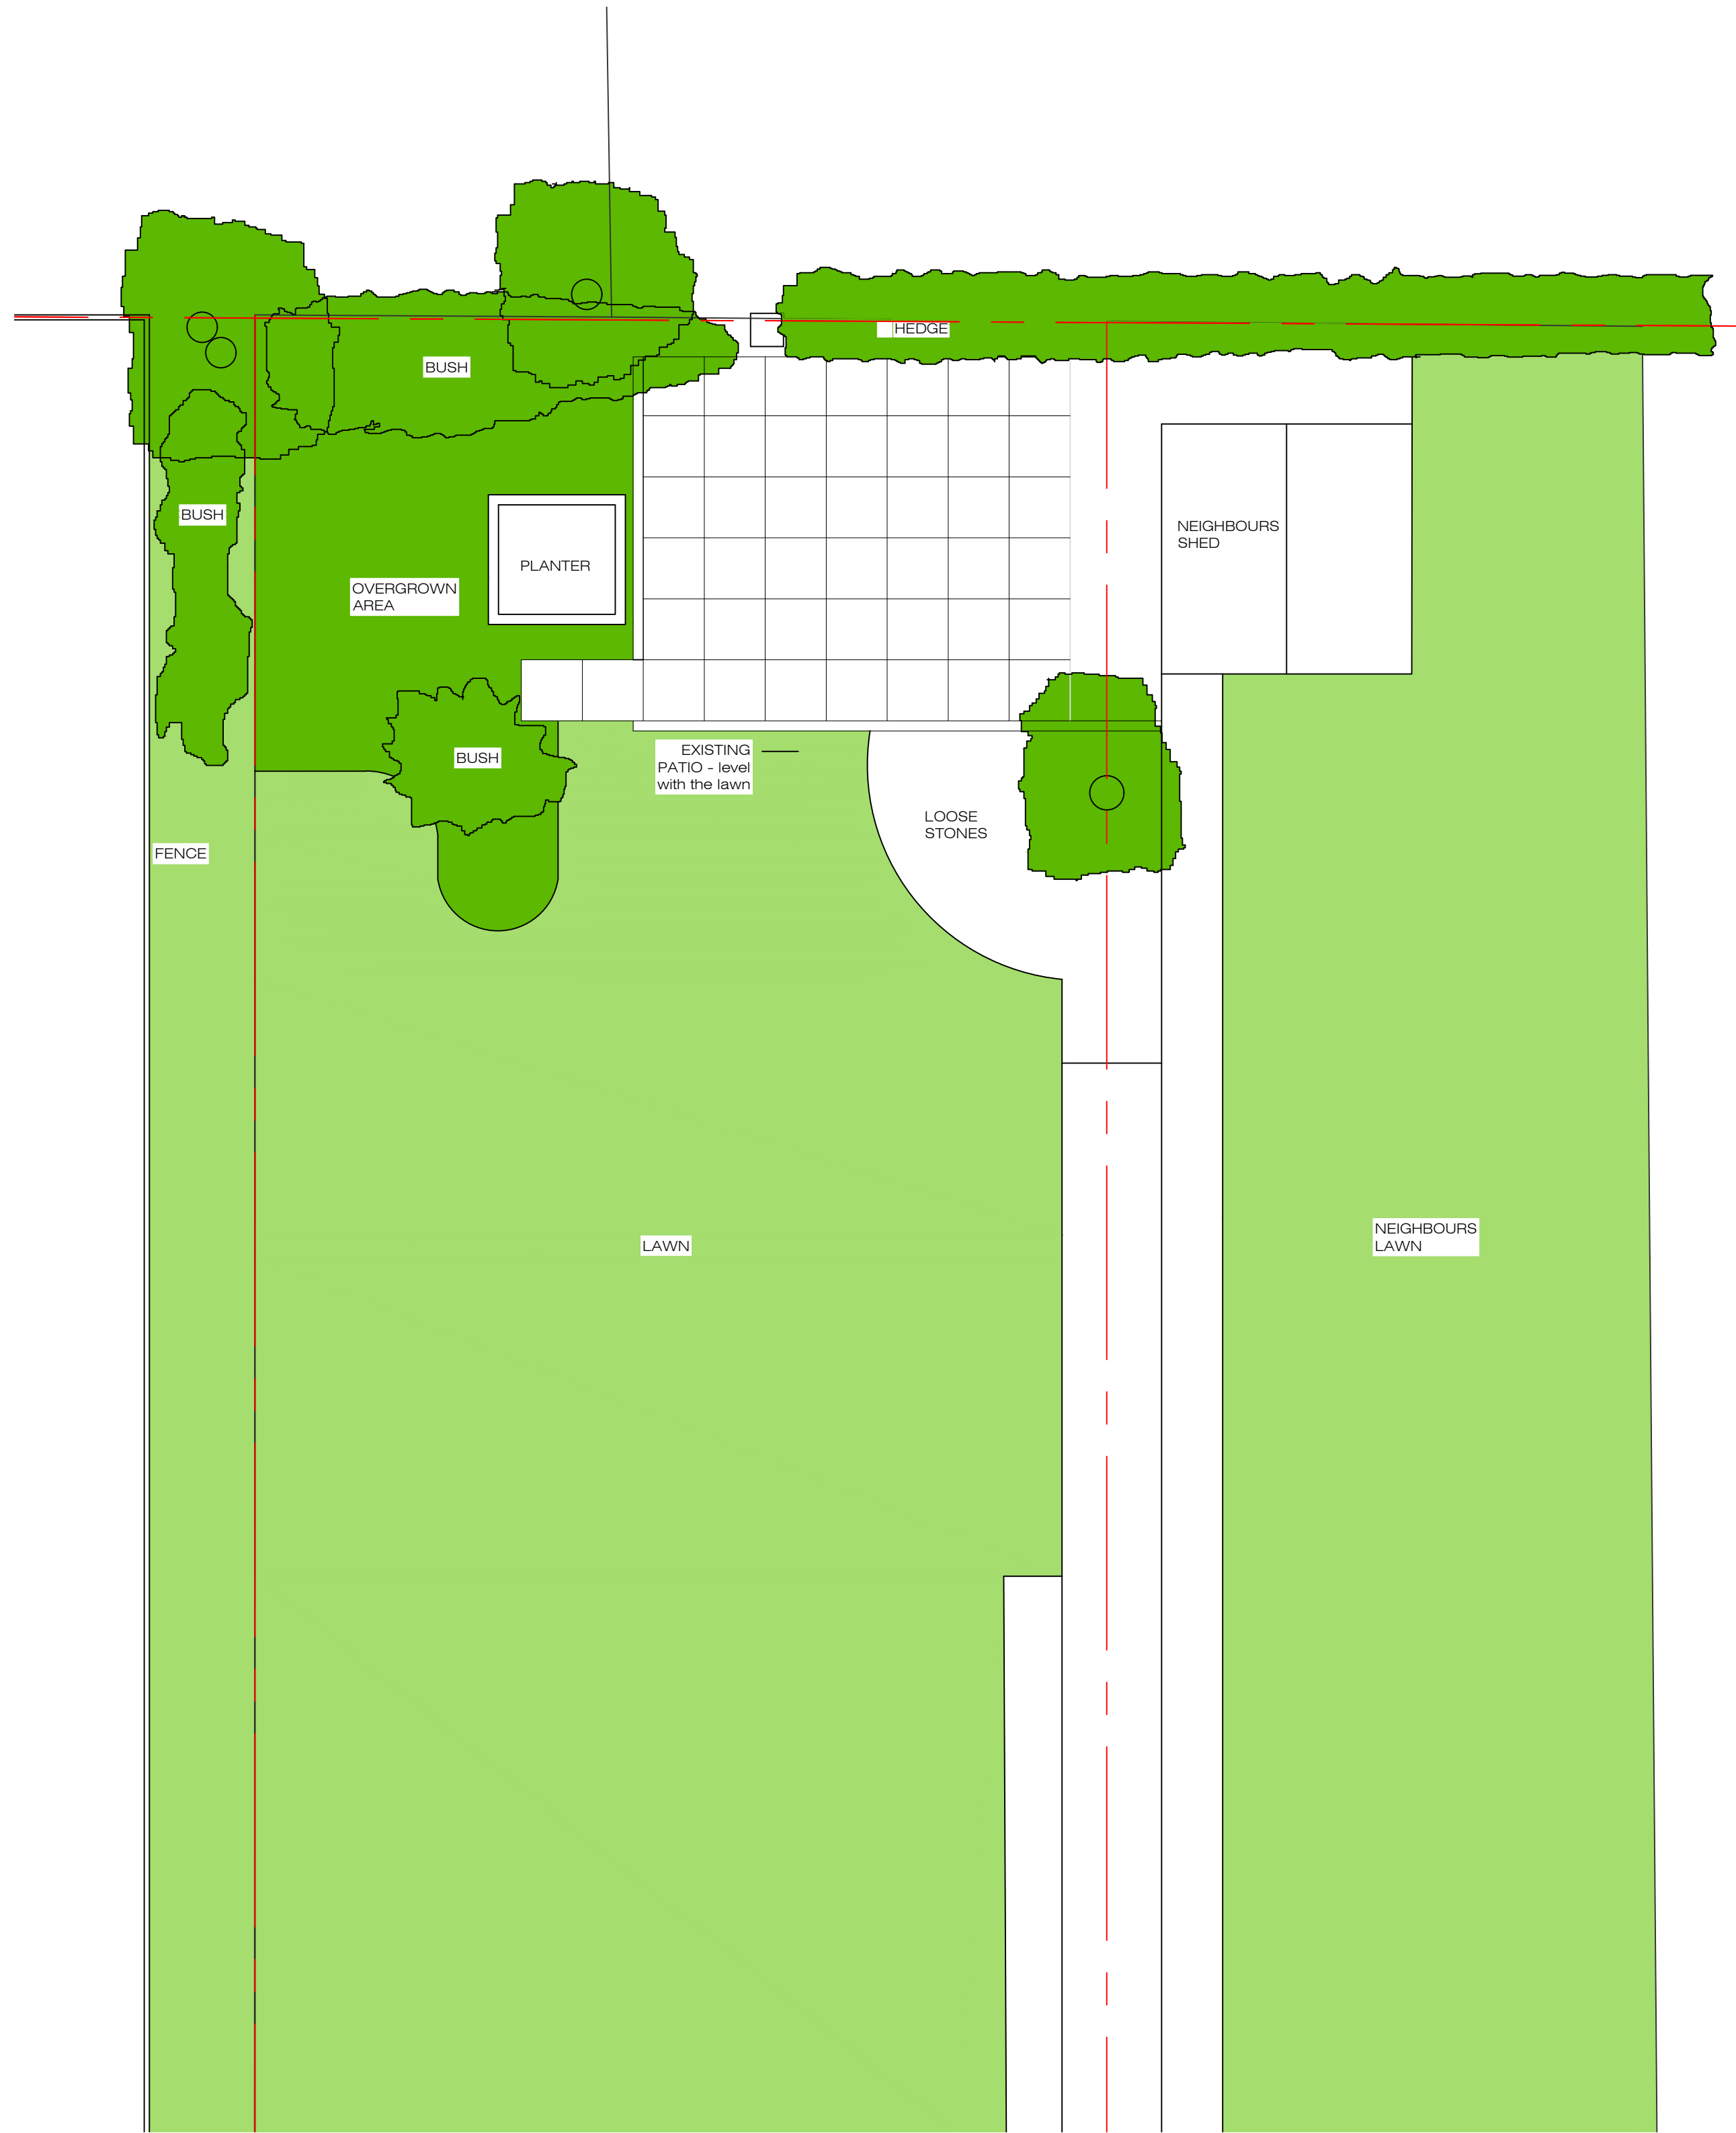 HEDGE
BUSH
BUSH
NEIGHBOURS
SHED
PLANTER
OVERGROWN
AREA
EXISTING
PATIO - level
with the lawn
BUSH
LOOSE
STONES
FENCE
NEIGHBOURS
LAWN
LAWN